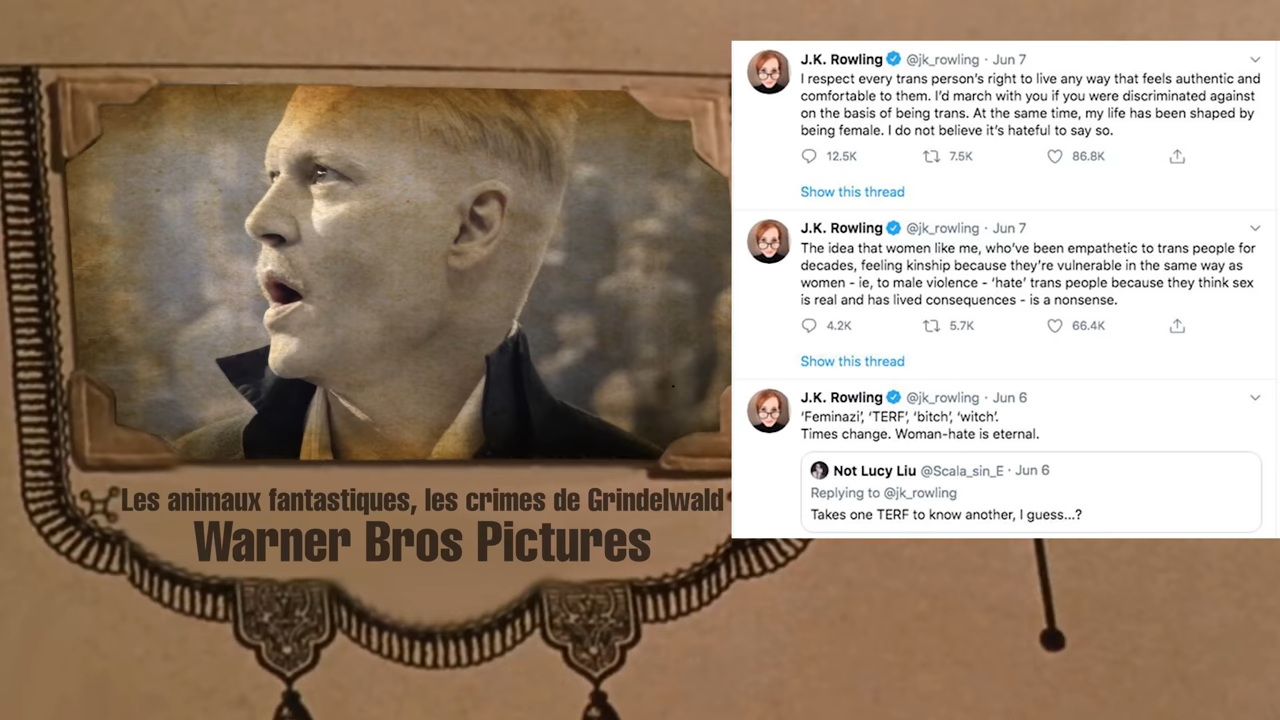 Les animaux fantastiques, les crimes de Grindelwald
Warner Bros Pictures
J.K. Rowling @jk_rowling · Jun 7
I respect every trans person's right to live any way that feels authentic and
comfortable to them. I'd march with you if you were discriminated against
on the basis of being trans. At the same time, my life has been shaped by
being female. I do not believe it's hateful to say so.
12.5K 7.5K 86.8K
Show this thread
J.K. Rowling @jk_rowling · Jun 7
The idea that women like me, who've been empathetic to trans people for
decades, feeling kinship because they're vulnerable in the same way as
women - ie, to male violence - 'hate' trans people because they think sex
is real and has lived consequences - is a nonsense.
4.2K 5.7K 66.4K
Show this thread
J.K. Rowling @jk_rowling · Jun 6
'Feminazi', 'TERF', 'bitch', 'witch'.
Times change. Woman-hate is eternal.
Not Lucy Liu @Scala_sin_E · Jun 6
Replying to @jk_rowling
Takes one TERF to know another, I guess...?